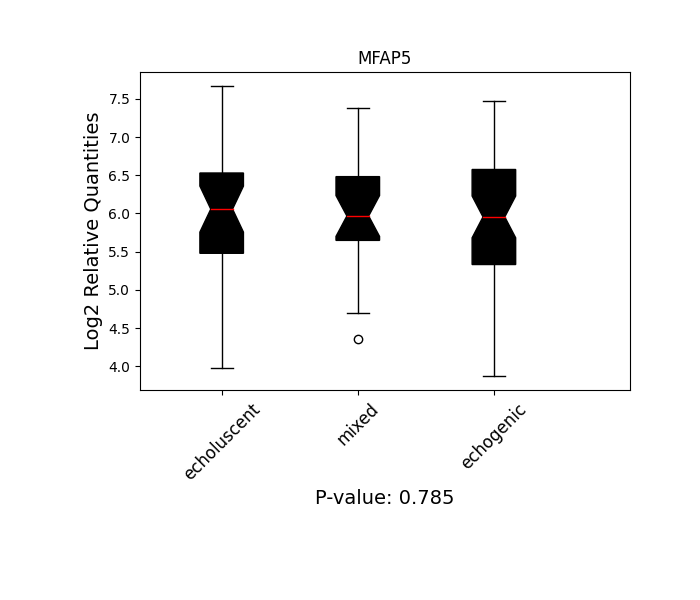 MFAP5
Log2 Relative Quantities
7.5
7.0
6.5
6.0
5.5
5.0
4.5
4.0
echoluscent
mixed
echogenic
P-value: 0.785